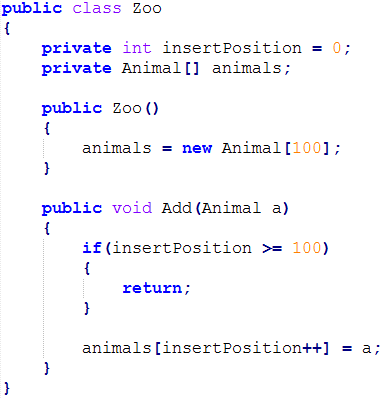 public class Zoo
{
    private int insertPosition = 0;
    private Animal[] animals;

    public Zoo()
    {
        animals = new Animal[100];
    }

    public void Add(Animal a)
    {
        if(insertPosition >= 100)
        {
            return;
        }

        animals[insertPosition++] = a;
    }
}